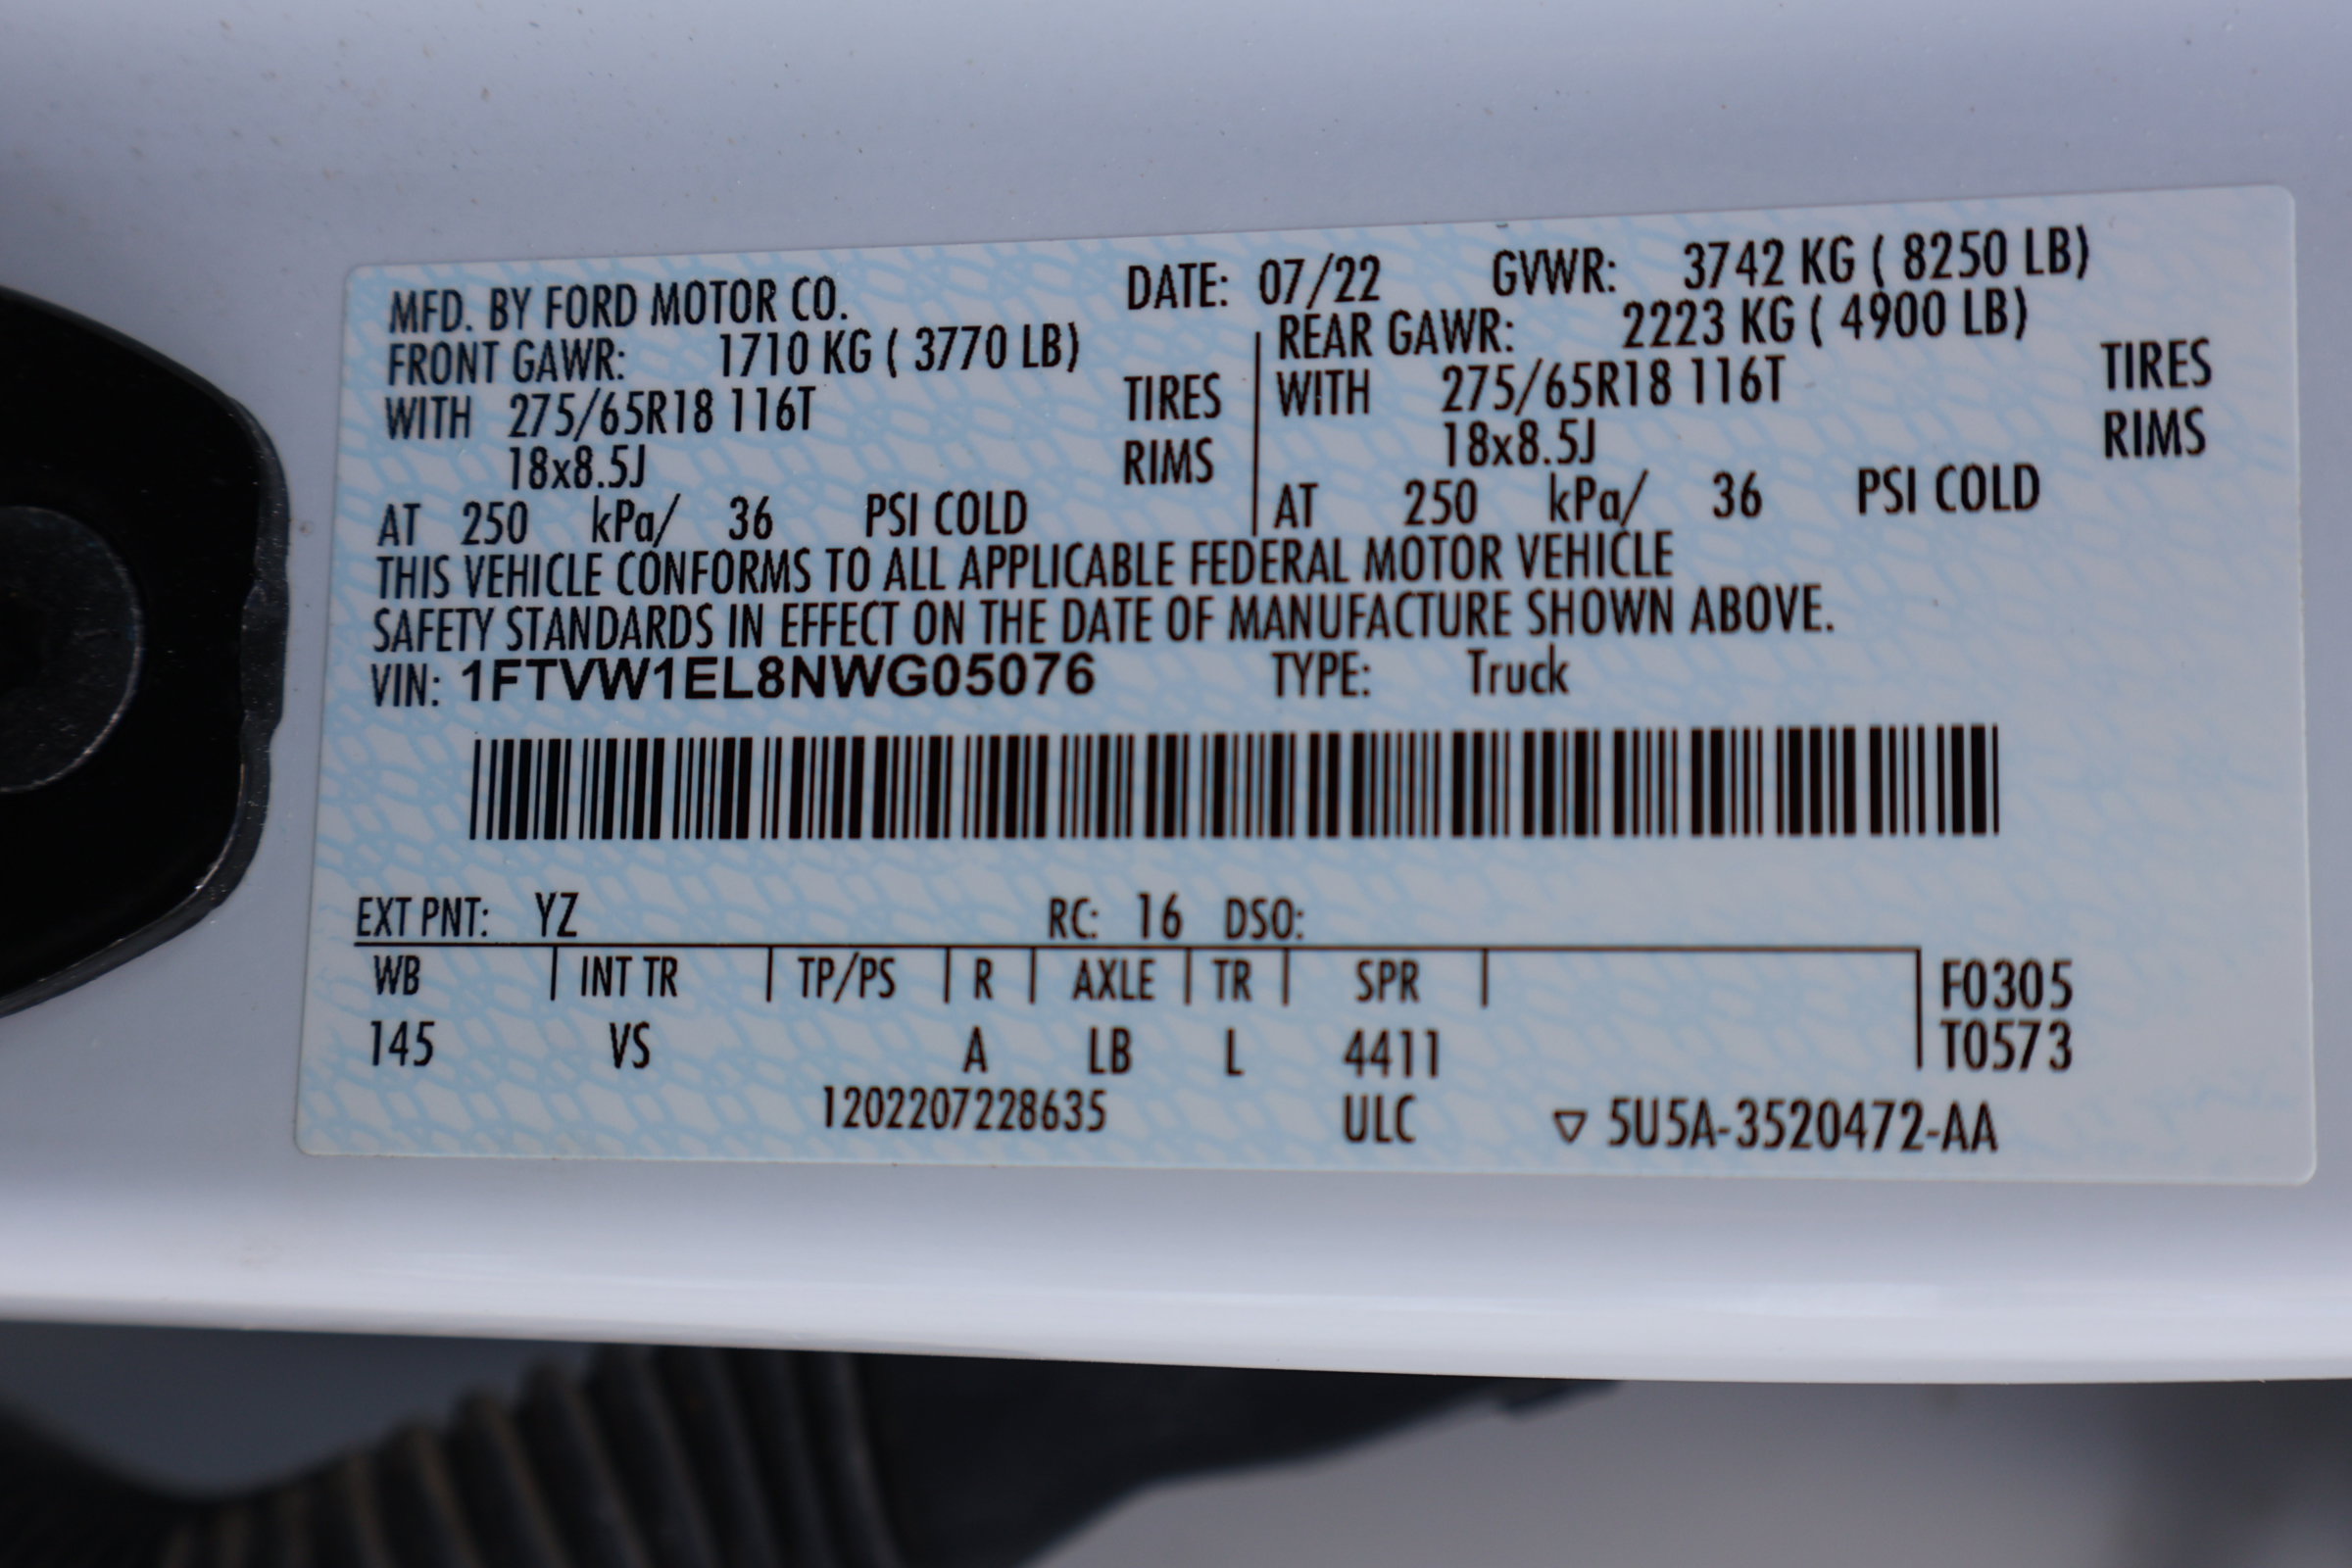 MFD. BY FORD MOTOR CO. DATE: 07/22 GVWR: 3742 KG ( 8250 LB)
FRONT GAWR: 1710 KG ( 3770 LB) REAR GAWR: 2223 KG ( 4900 LB)
WITH 275/65R18 116T TIRES WITH 275/65R18 116T TIRES
18x8.5J RIMS 18x8.5J RIMS
AT 250 kPa/ 36 PSI COLD AT 250 kPa/ 36 PSI COLD
THIS VEHICLE CONFORMS TO ALL APPLICABLE FEDERAL MOTOR VEHICLE
SAFETY STANDARDS IN EFFECT ON THE DATE OF MANUFACTURE SHOWN ABOVE.
VIN: 1FTVW1EL8NWG05076 TYPE: Truck
EXT PNT: YZ RC: 16 DSO:
WB INT TR TP/PS R AXLE TR SPR F0305
145 VS A LB L 4411 T0573
1202207228635 ULC ▽ 5U5A-3520472-AA